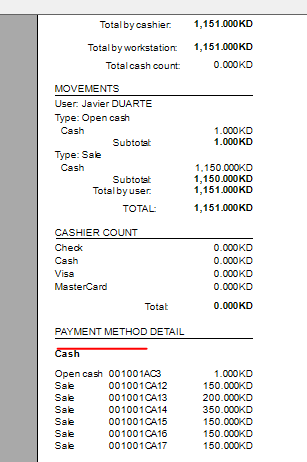 Total by cashier: 1,151.000KD
Total by workstation: 1,151.000KD
Total cash count: 0.000KD
MOVEMENTS
User: Javier DUARTE
Type: Open cash
Cash 1.000KD
Subtotal: 1.000KD
Type: Sale
Cash 1,150.000KD
Subtotal: 1,150.000KD
Total by user: 1,151.000KD
TOTAL: 1,151.000KD
CASHIER COUNT
Check 0.000KD
Cash 0.000KD
Visa 0.000KD
MasterCard 0.000KD
Total: 0.000KD
PAYMENT METHOD DETAIL
Cash
Open cash 001001AC3 1.000KD
Sale 001001CA12 150.000KD
Sale 001001CA13 200.000KD
Sale 001001CA14 350.000KD
Sale 001001CA15 150.000KD
Sale 001001CA16 150.000KD
Sale 001001CA17 150.000KD